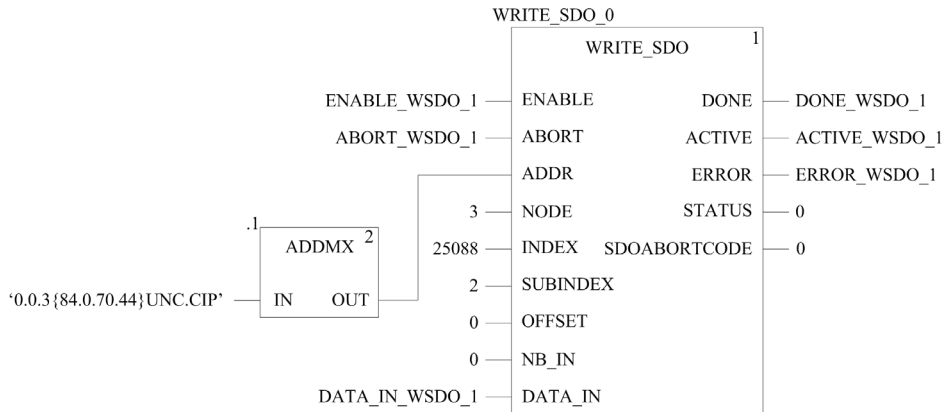 WRITE_SDO_0
WRITE_SDO 1
ENABLE_WSDO_1 ENABLE DONE DONE_WSDO_1
ABORT_WSDO_1 ABORT ACTIVE ACTIVE_WSDO_1
ADDR ERROR ERROR_WSDO_1
3 NODE STATUS 0
.1 ADDMX 2
25088 INDEX SDOABORTCODE 0
2 SUBINDEX
‘0.0.3{84.0.70.44}UNC.CIP’ IN OUT
0 OFFSET
0 NB_IN
DATA_IN_WSDO_1 DATA_IN